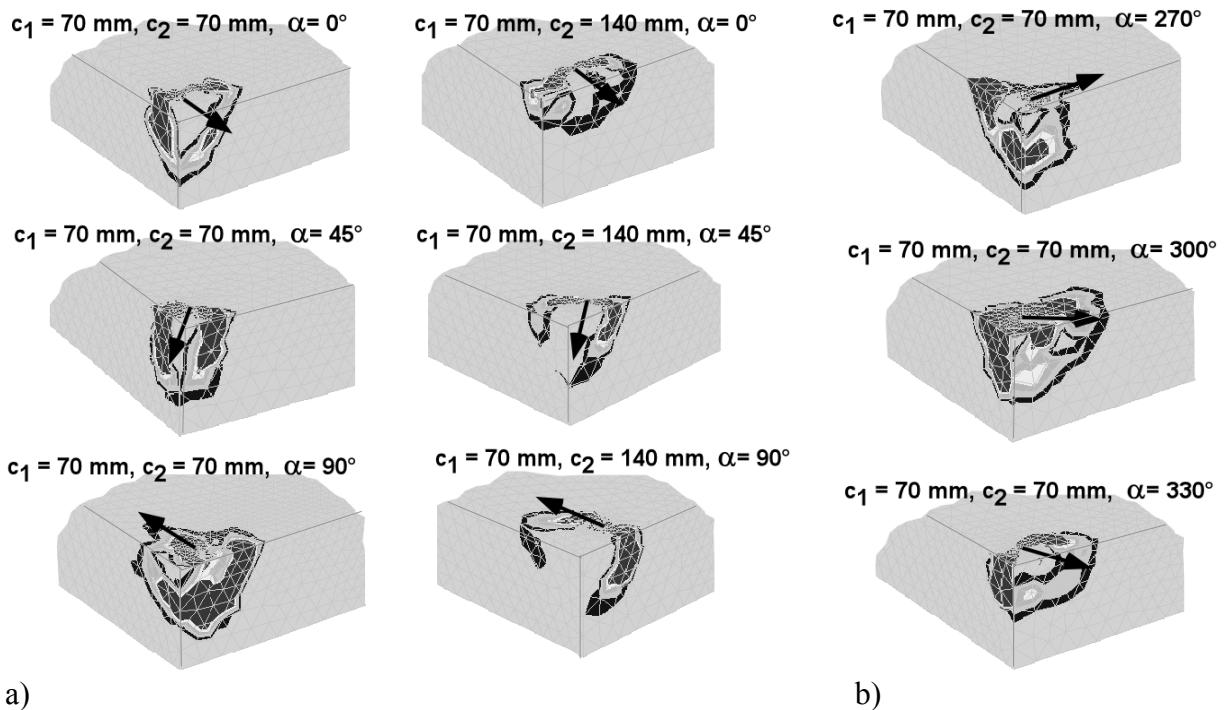 c1 = 70 mm, c2 = 70 mm, α= 0°
c1 = 70 mm, c2 = 140 mm, α= 0°
c1 = 70 mm, c2 = 70 mm, α= 270°
c1 = 70 mm, c2 = 70 mm, α= 45°
c1 = 70 mm, c2 = 140 mm, α= 45°
c1 = 70 mm, c2 = 70 mm, α= 300°
c1 = 70 mm, c2 = 70 mm, α= 90°
c1 = 70 mm, c2 = 140 mm, α= 90°
c1 = 70 mm, c2 = 70 mm, α= 330°
a)
b)